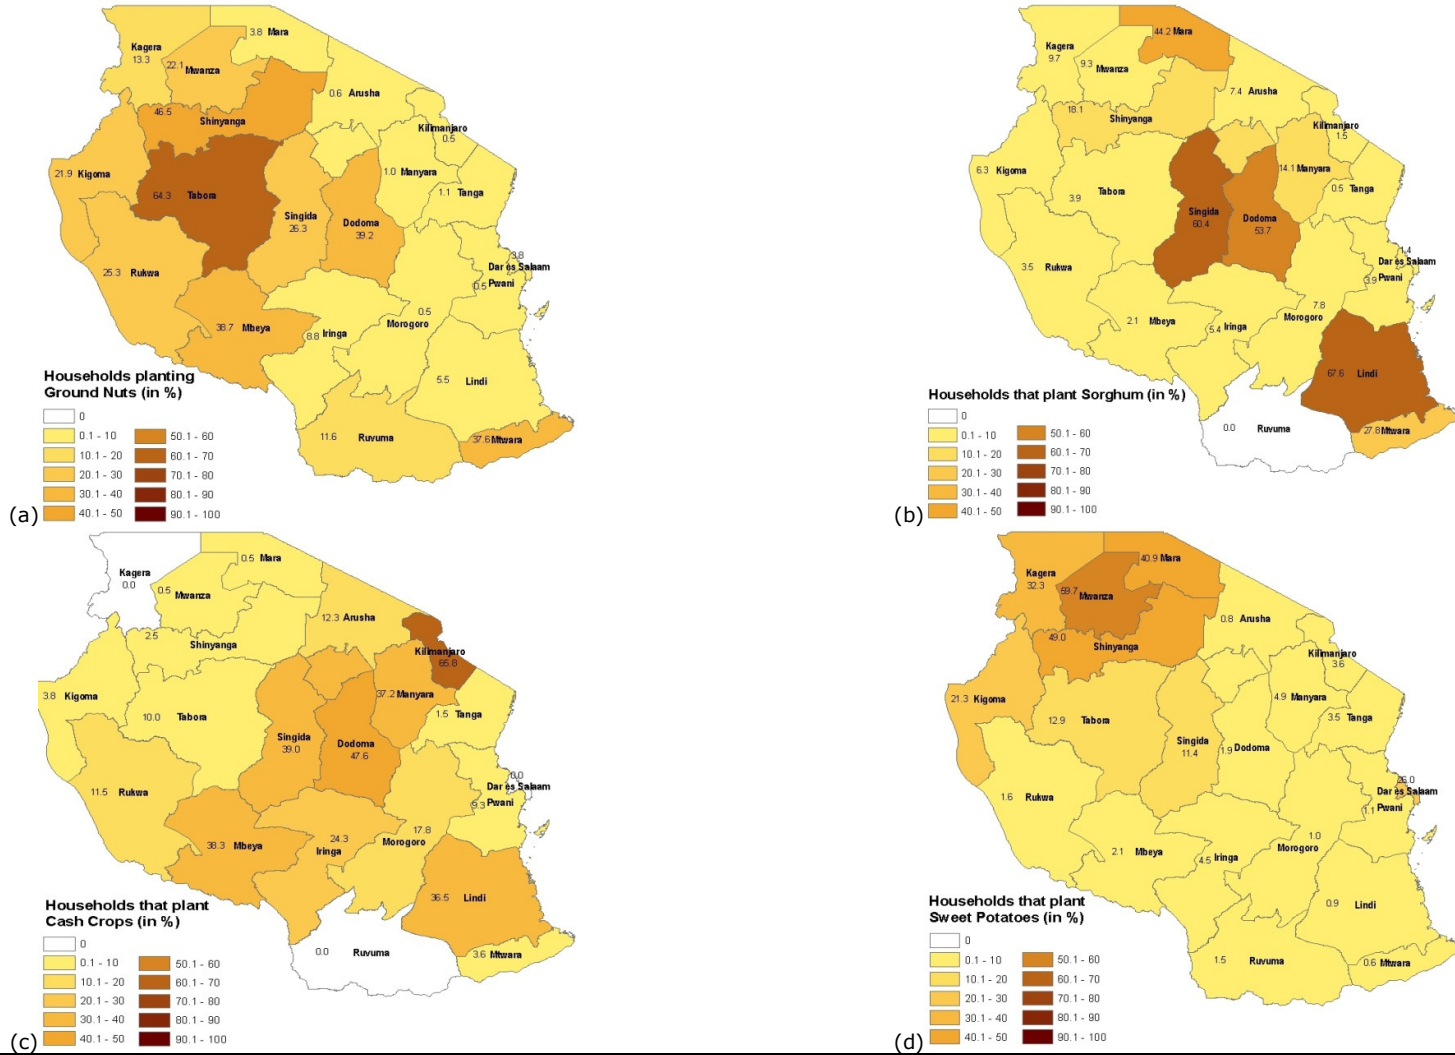 3.8 Mara
Kagera
13.3
22.1
Mwanza
0.6 Arusha
46.5
Shinyanga
Kilimanjaro
0.5
21.9 Kigoma
1.0 Manyara
64.3 Tabora
1.1 Tanga
Singida
26.3
Dodoma
39.2
3.8
Dar es Salaam
0.5 Pwani
25.3 Rukwa
0.5
Morogoro
38.7 Mbeya
8.8 Iringa
5.5 Lindi
11.6 Ruvuma
37.6 Mtwara
Households planting
Ground Nuts (in %)
0
0.1 - 10
10.1 - 20
20.1 - 30
30.1 - 40
40.1 - 50
50.1 - 60
60.1 - 70
70.1 - 80
80.1 - 90
90.1 - 100
(a)
44.2 Mara
Kagera
9.7
9.3
Mwanza
7.4 Arusha
18.1
Shinyanga
Kilimanjaro
1.5
6.3 Kigoma
14.1 Manyara
3.9 Tabora
0.5 Tanga
Singida
60.4
Dodoma
53.7
1.4
Dar es Salaam
3.9 Pwani
3.5 Rukwa
7.8
Morogoro
2.1 Mbeya
5.4 Iringa
67.6 Lindi
0.0 Ruvuma
27.8 Mtwara
Households that plant Sorghum (in %)
0
0.1 - 10
10.1 - 20
20.1 - 30
30.1 - 40
40.1 - 50
50.1 - 60
60.1 - 70
70.1 - 80
80.1 - 90
90.1 - 100
(b)
0.5 Mara
Kagera
0.0
0.5
Mwanza
12.3 Arusha
2.5
Shinyanga
Kilimanjaro
65.8
3.8 Kigoma
37.2 Manyara
10.0 Tabora
1.5 Tanga
Singida
39.0
Dodoma
47.6
0.0
Dar es Salaam
9.3 Pwani
11.5 Rukwa
17.8
Morogoro
38.3 Mbeya
24.3
Iringa
36.5 Lindi
0.0 Ruvuma
3.6 Mtwara
Households that plant
Cash Crops (in %)
0
0.1 - 10
10.1 - 20
20.1 - 30
30.1 - 40
40.1 - 50
50.1 - 60
60.1 - 70
70.1 - 80
80.1 - 90
90.1 - 100
(c)
40.9 Mara
Kagera
32.3
59.7
Mwanza
0.8 Arusha
49.0
Shinyanga
Kilimanjaro
3.6
21.3 Kigoma
4.9 Manyara
12.9 Tabora
3.5 Tanga
Singida
11.4
1.9 Dodoma
26.0
Dar es Salaam
1.1 Pwani
1.6 Rukwa
1.0
Morogoro
2.1 Mbeya
4.5 Iringa
0.9 Lindi
1.5 Ruvuma
0.6 Mtwara
Households that plant
Sweet Potatoes (in %)
0
0.1 - 10
10.1 - 20
20.1 - 30
30.1 - 40
40.1 - 50
50.1 - 60
60.1 - 70
70.1 - 80
80.1 - 90
90.1 - 100
(d)